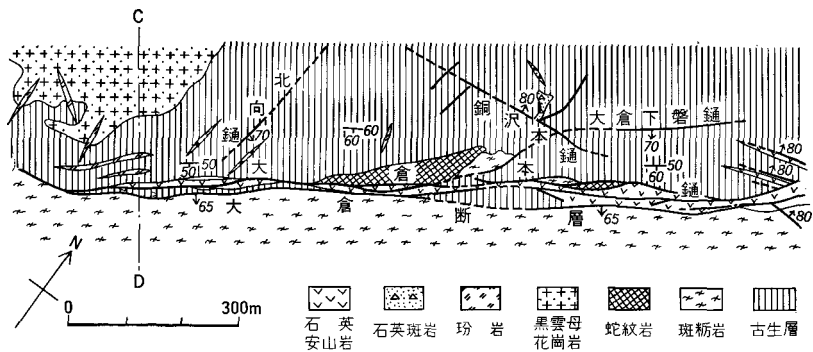 C
北
向
鏈
70
大
50
50
60
60
倉
本
鏈
銅
沢
本
鏈
80
大倉下磐鏈
70
50
60
80
80
80
65
大
倉
断
層
65
N
D
0
300m
石英
安山岩
石英斑岩
玢岩
黒雲母
花崗岩
蛇紋岩
斑粝岩
古生層